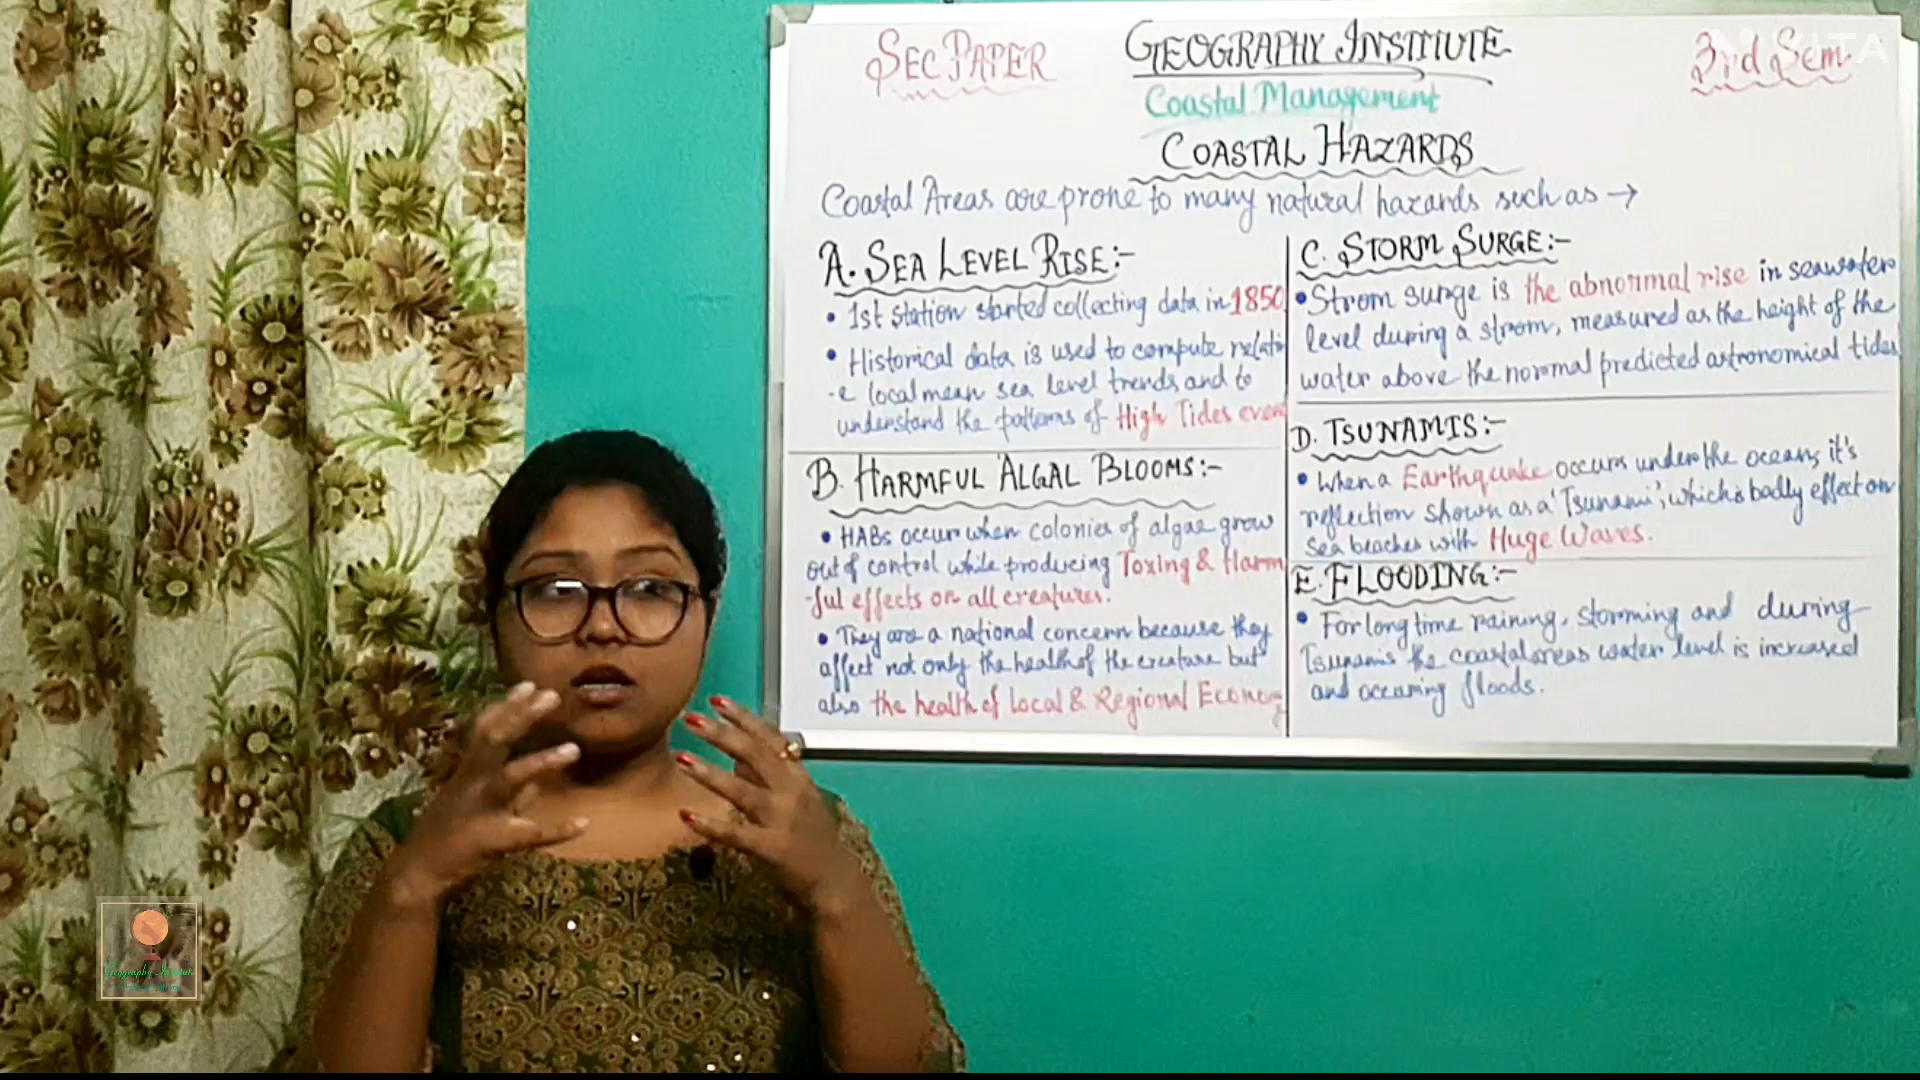 SEC PAPER
GEOGRAPHY INSTITUTE
3rd Sem
Coastal Management
COASTAL HAZARDS
Coastal Areas are prone to many natural hazards such as →
A. SEA LEVEL RISE:-
• 1st station started collecting data in 1850
• Historical data is used to compute relativ
-e local mean sea level trends and to
understand the patterns of High Tides event
B. HARMFUL ALGAL BLOOMS:-
• HABs occurr when colonies of algae grow
out of control while producing Toxing & Harm
-ful effects on all creatures.
• They are a national concern because they
affect not only the health of the creature but
also the health of Local & Regional Economy
C. STORM SURGE:-
• Strom surge is the abnormal rise in seawater
level during a strom, measured as the height of the
water above the normal predicted astronomical tides
D. TSUNAMIS:-
• When a Earthquake occurs under the oceans, it's
reflection shown as a 'Tsunami', which is badly effect on
sea beaches with Huge Waves.
E. FLOODING:-
• For long time raining, storming and during
Tsunamis the coastal areas water level is increased
and occuring floods.
Geography Institute